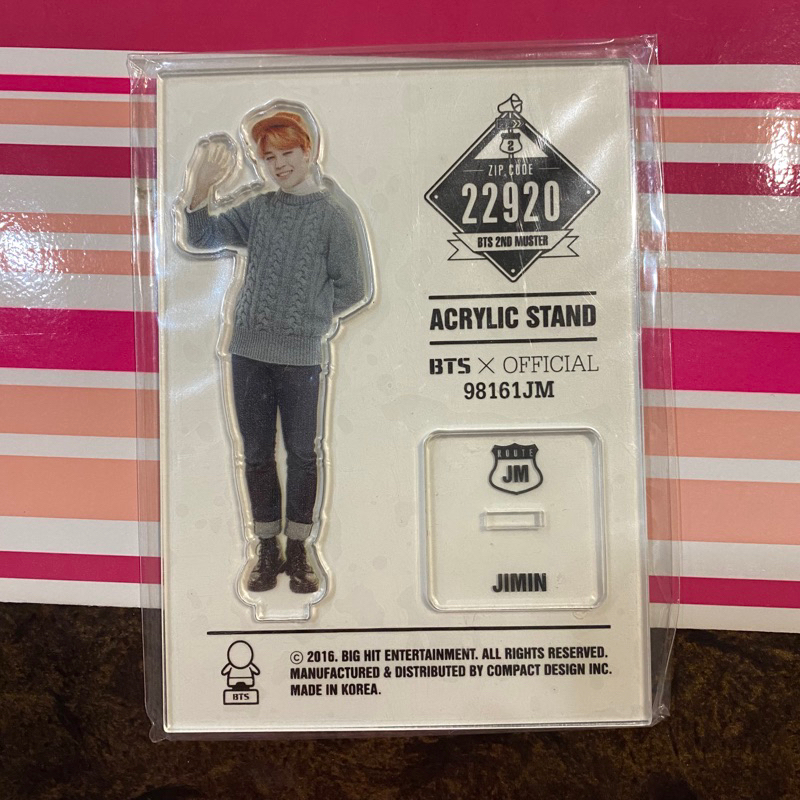 2
ZIP CODE
22920
BTS 2ND MUSTER
ACRYLIC STAND
BTS × OFFICIAL
98161JM
ROUTE
JM
JIMIN
BTS
© 2016. BIG HIT ENTERTAINMENT. ALL RIGHTS RESERVED.
MANUFACTURED & DISTRIBUTED BY COMPACT DESIGN INC.
MADE IN KOREA.